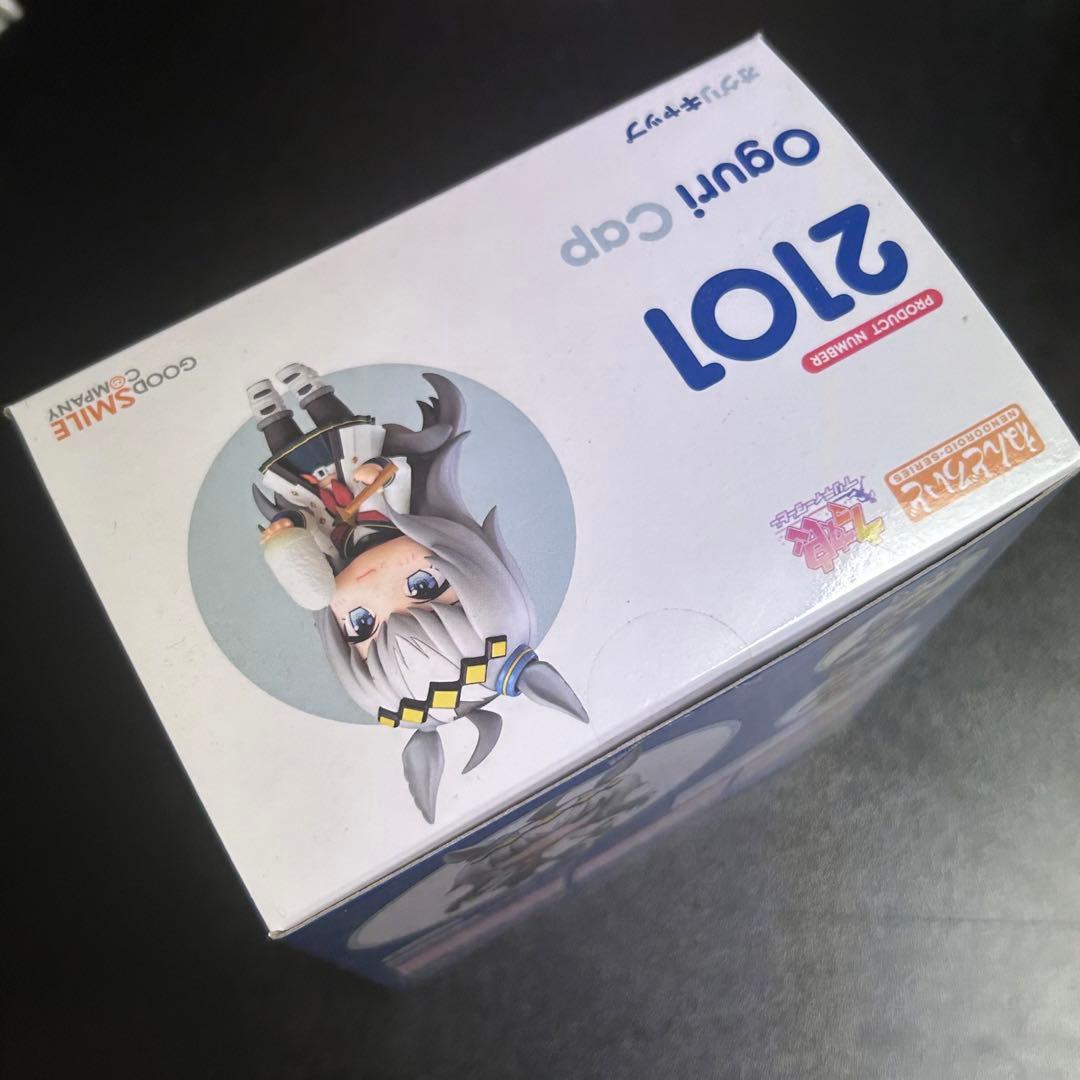 ねんどろいど
NENDOROID-SERIES
ウマ娘
プリティーダービー
PRODUCT NUMBER
2101
Oguri Cap
オグリキャップ
GOODSMILE
COMPANY